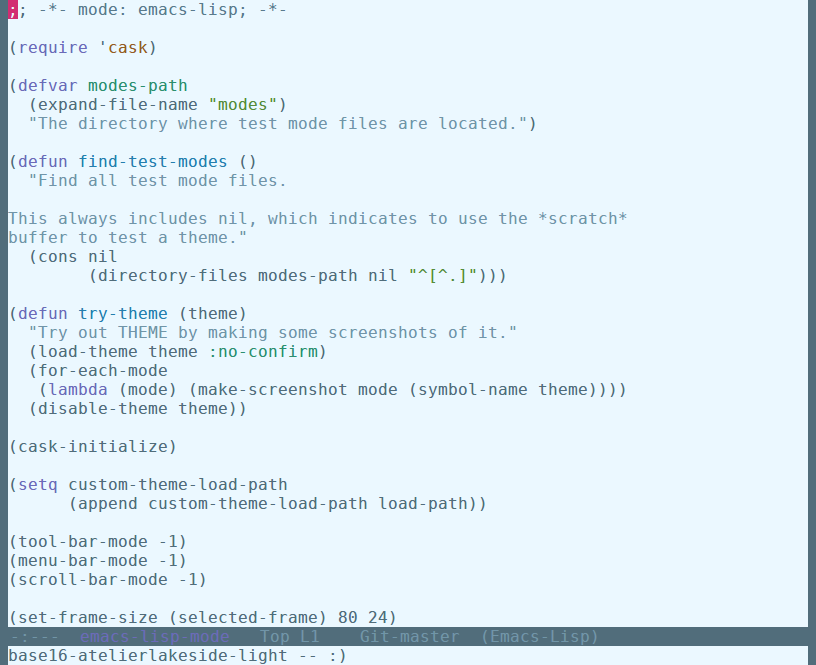 ;; -*- mode: emacs-lisp; -*-

(require 'cask)

(defvar modes-path
  (expand-file-name "modes")
  "The directory where test mode files are located.")

(defun find-test-modes ()
  "Find all test mode files.

This always includes nil, which indicates to use the *scratch*
buffer to test a theme."
  (cons nil
        (directory-files modes-path nil "^[^.]")))

(defun try-theme (theme)
  "Try out THEME by making some screenshots of it."
  (load-theme theme :no-confirm)
  (for-each-mode
   (lambda (mode) (make-screenshot mode (symbol-name theme))))
  (disable-theme theme))

(cask-initialize)

(setq custom-theme-load-path
      (append custom-theme-load-path load-path))

(tool-bar-mode -1)
(menu-bar-mode -1)
(scroll-bar-mode -1)

(set-frame-size (selected-frame) 80 24)
-:---  emacs-lisp-mode   Top L1    Git-master  (Emacs-Lisp)
base16-atelierlakeside-light -- :)